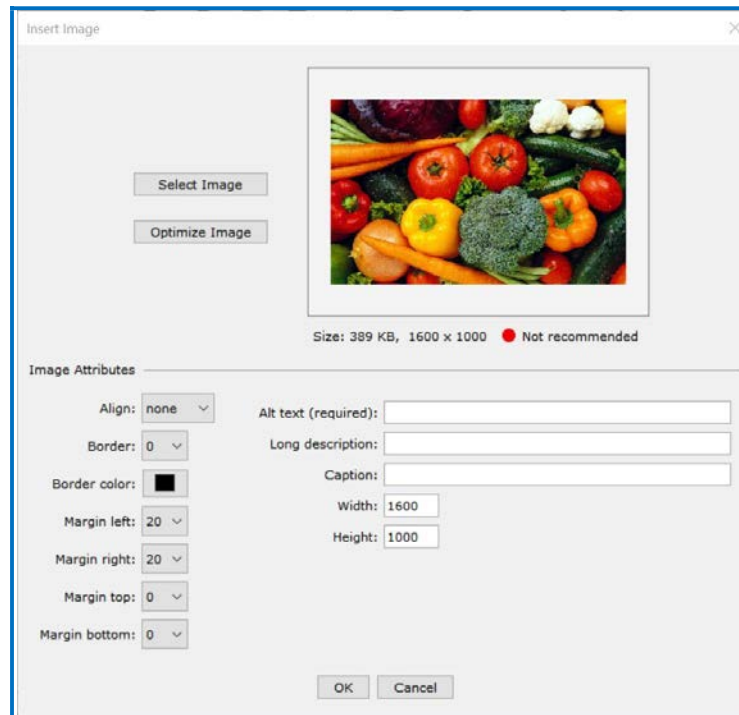 Insert Image
Select Image
Optimize Image
Size: 389 KB, 1600 x 1000 Not recommended
Image Attributes
Align: none
Border: 0
Border color:
Margin left: 20
Margin right: 20
Margin top: 0
Margin bottom: 0
Alt text (required):
Long description:
Caption:
Width: 1600
Height: 1000
OK Cancel